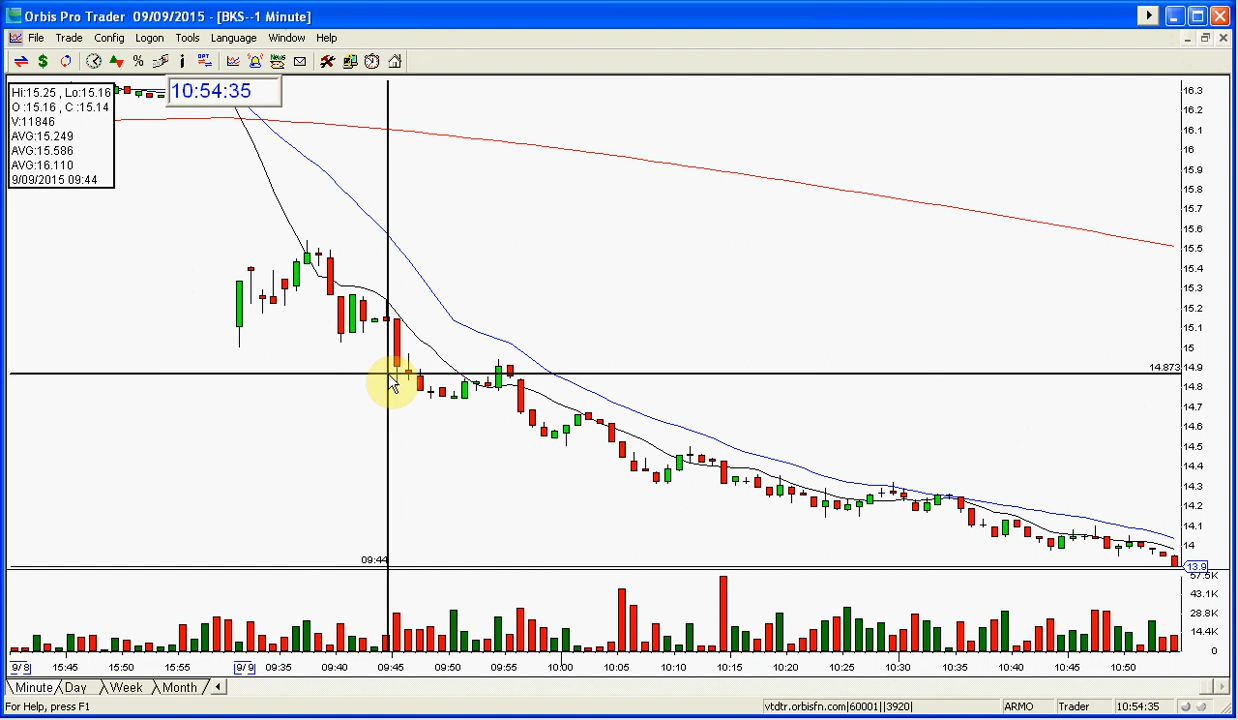 Orbis Pro Trader 09/09/2015 - [BKS--1 Minute]
File Trade Config Logon Tools Language Window Help
10:54:35
Hi:15.25 , Lo:15.16
O :15.16 , C :15.14
V:11846
AVG:15.249
AVG:15.586
AVG:16.110
9/09/2015 09:44
16.3
16.2
16.1
16
15.9
15.8
15.7
15.6
15.5
15.4
15.3
15.2
15.1
15
14.873
14.9
14.8
14.7
14.6
14.5
14.4
14.3
14.2
14.1
14
13.9
09:44
57.5K
43.1K
28.8K
14.4K
0
9/8 15:45 15:50 15:55 9/9 09:35 09:40 09:45 09:50 09:55 10:00 10:05 10:10 10:15 10:20 10:25 10:30 10:35 10:40 10:45 10:50
Minute Day Week Month
For Help, press F1
vtdtr.orbisfn.com|60001||3920|
ARMO
Trader
10:54:35